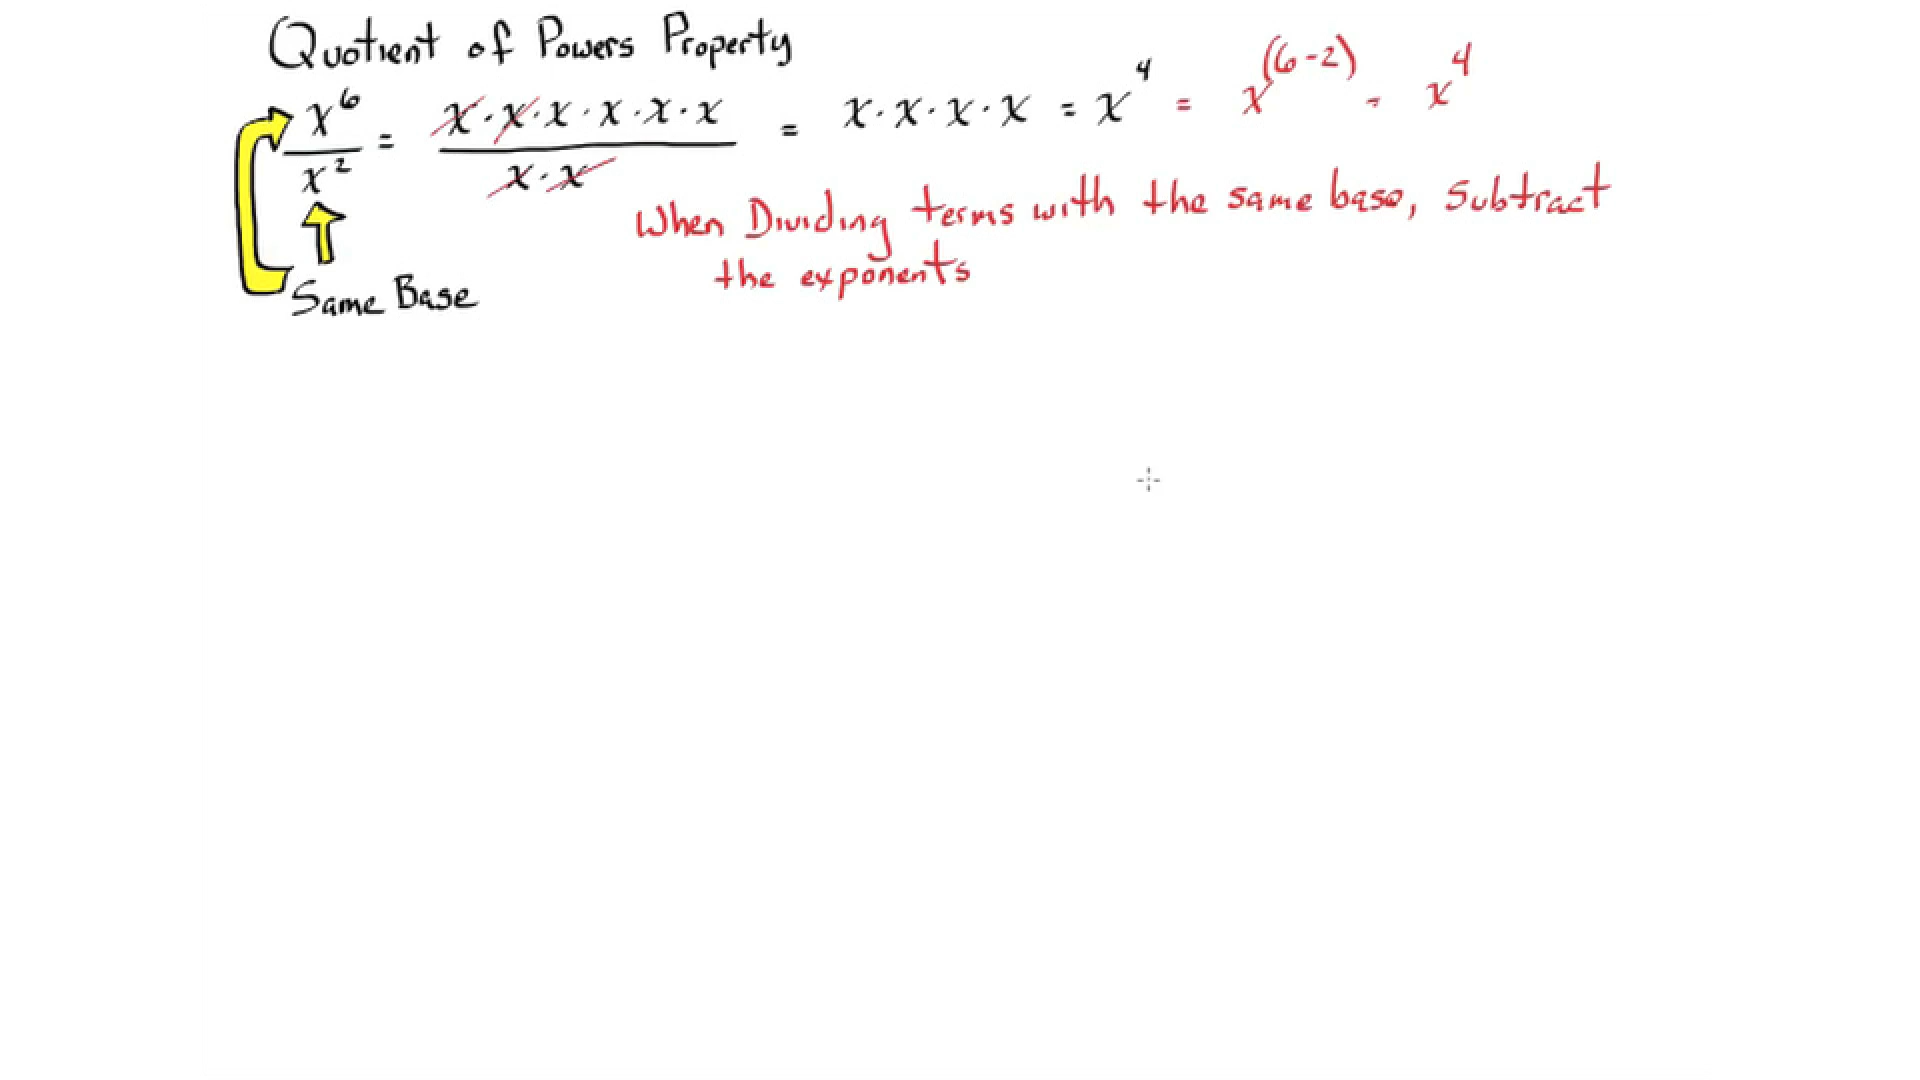 Quotient of Powers Property
x^6/x^2 = x·x·x·x·x·x/x·x = x·x·x·x = x^4 = x^(6-2) = x^4
When Dividing terms with the same base, Subtract
the exponents
Same Base